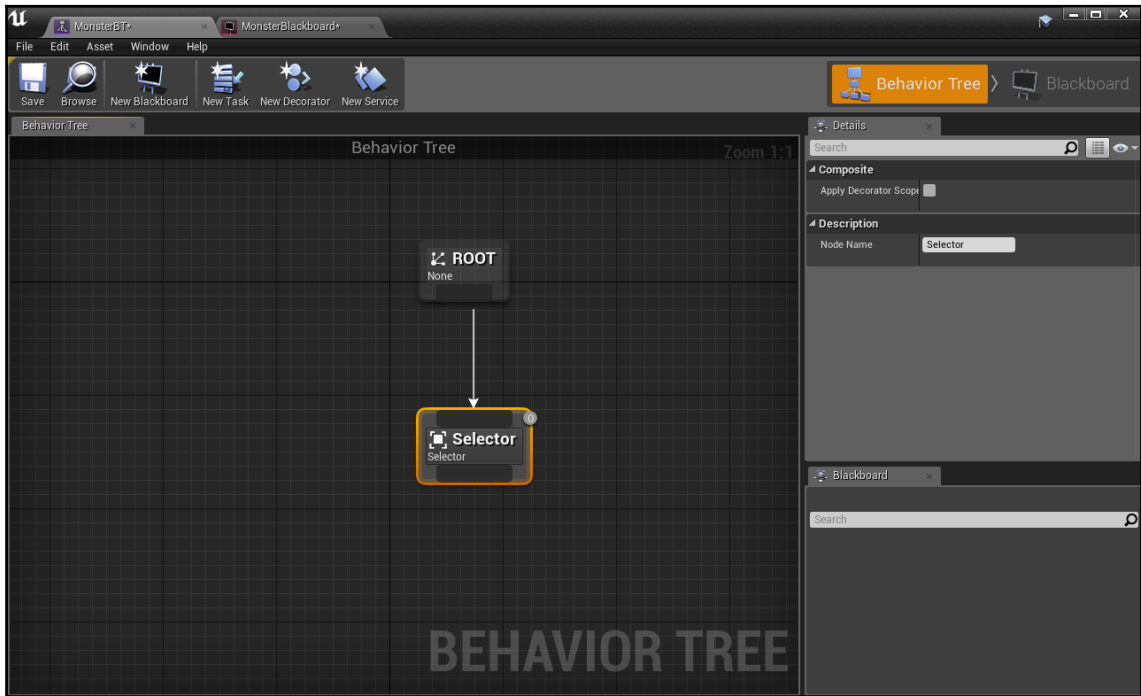 MonsterBT*
MonsterBlackboard*
File Edit Asset Window Help
Save Browse New Blackboard New Task New Decorator New Service
Behavior Tree Blackboard
Behavior Tree
Behavior Tree
Zoom 1:1
ROOT
None
0
Selector
Selector
BEHAVIOR TREE
Details
Search
Composite
Apply Decorator Scope
Description
Node Name Selector
Blackboard
Search